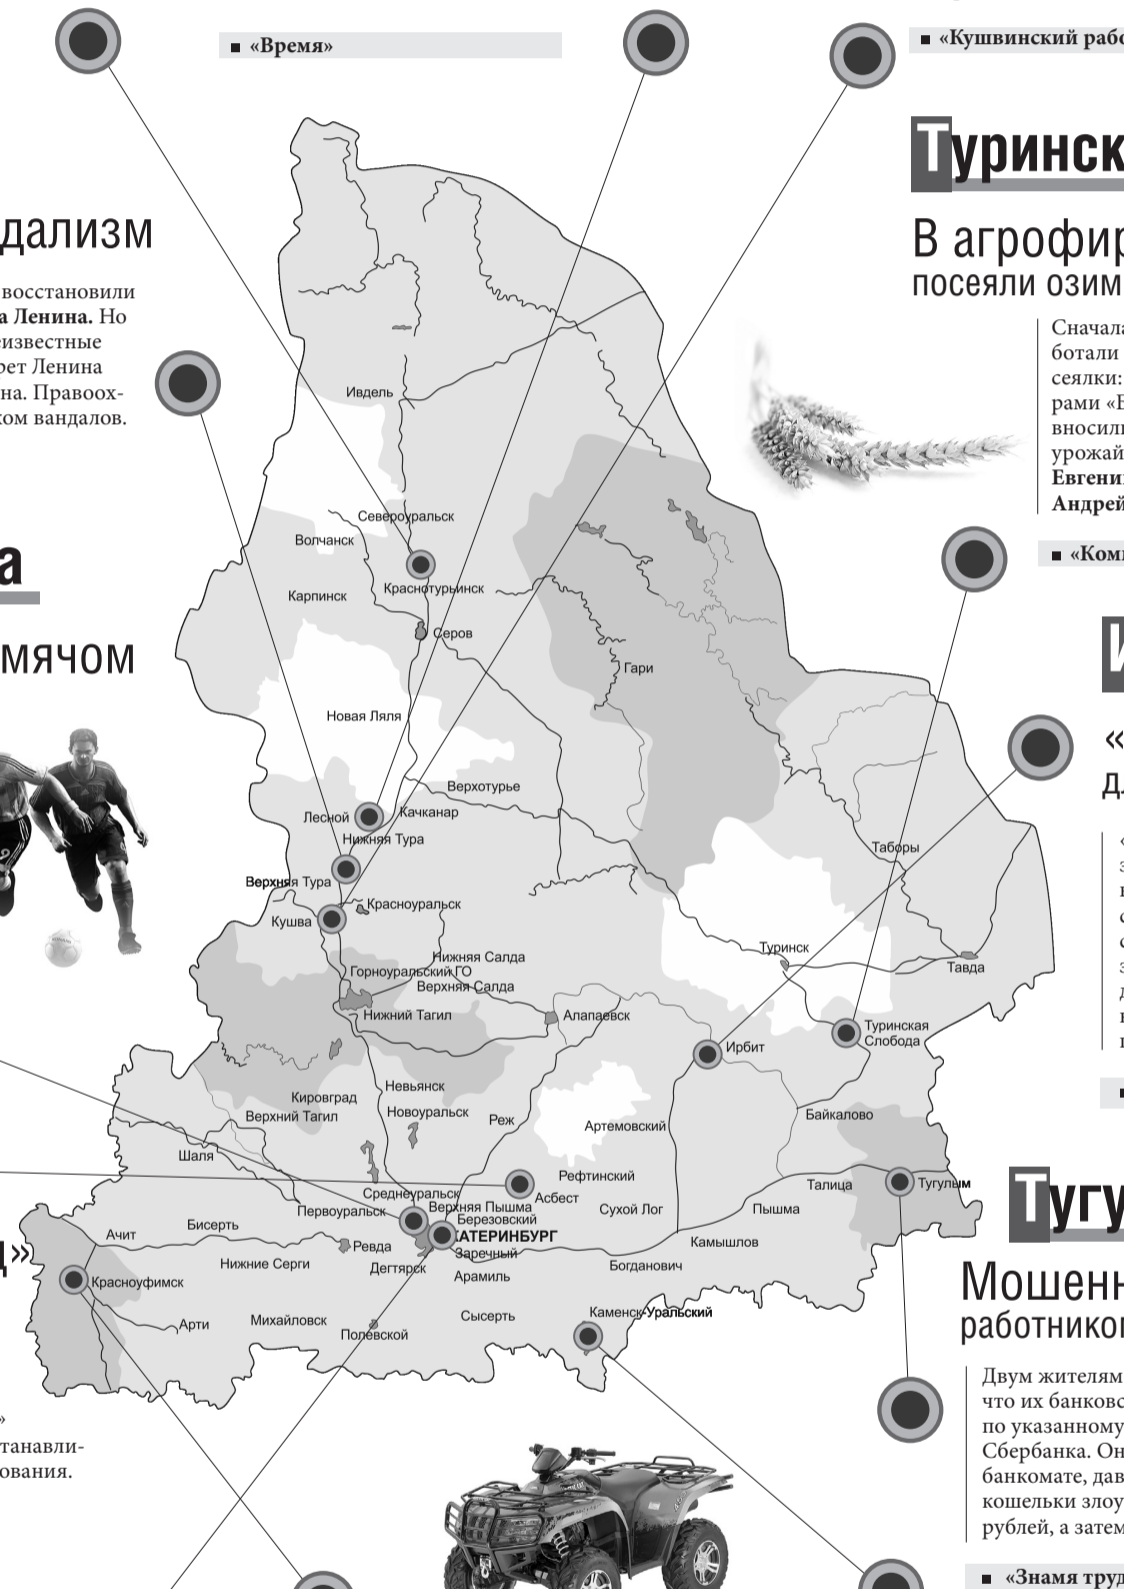 ■ «Время»
■ «Кушвинский рабо
дализм
восстановили
а Ленина. Но
еизвестные
рет Ленина
на. Правоох-
ком вандалов.
а
мячом
Туринск
В агрофир
посеяли озим
Сначала
ботали
сеялки:
рами «Б
вносили
урожай
Евгени
Андрей
■ «Комм
И
«
Ивдель
Североуральск
Волчанск
Краснотурьинск
Карпинск
Серов
Гари
Новая Ляля
Верхотурье
Лесной
Качканар
Нижняя Тура
Таборы
Верхняя Тура
Красноуральск
Кушва
Туринск
Нижняя Салда
Тавда
Горноуральский ГО
Верхняя Салда
Нижний Тагил
Алапаевск
Туринская
Слобода
Ирбит
Невьянск
Кировград
Новоуральск
Верхний Тагил
Реж
Байкалово
Артемовский
Шаля
Рефтинский
Талица
Тугулым
Среднеуральск
Асбест
Верхняя Пышма
Первоуральск
Сухой Лог
Пышма
Березовский
Бисерть
Ачит
КАТЕРИНБУРГ
Камышлов
Ревда
Заречный
Нижние Серги
Дегтярск
Богданович
Арамиль
Красноуфимск
Каменск-Уральский
Сысерть
Михайловск
Арти
Полевской
ц»
»
танавли-
ования.
Тугу
Мошенн
работнико
Двум жителям
что их банковс
по указанному
Сбербанка. Он
банкомате, дав
кошельки злоу
рублей, а затем
■ «Знамя труд